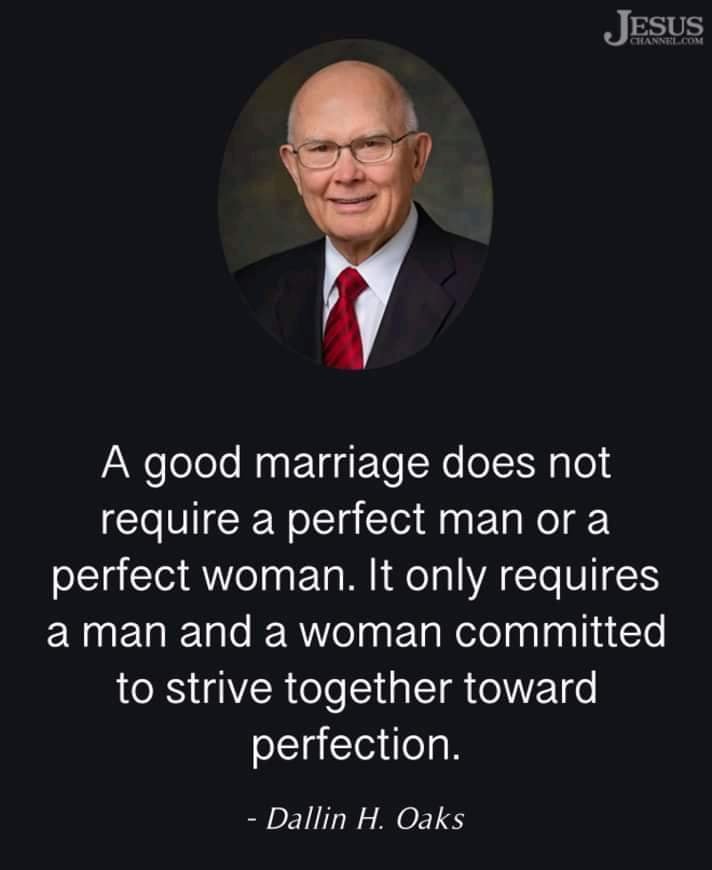 JESUS
CHANNEL.COM
A good marriage does not
require a perfect man or a
perfect woman. It only requires
a man and a woman committed
to strive together toward
perfection.
- Dallin H. Oaks